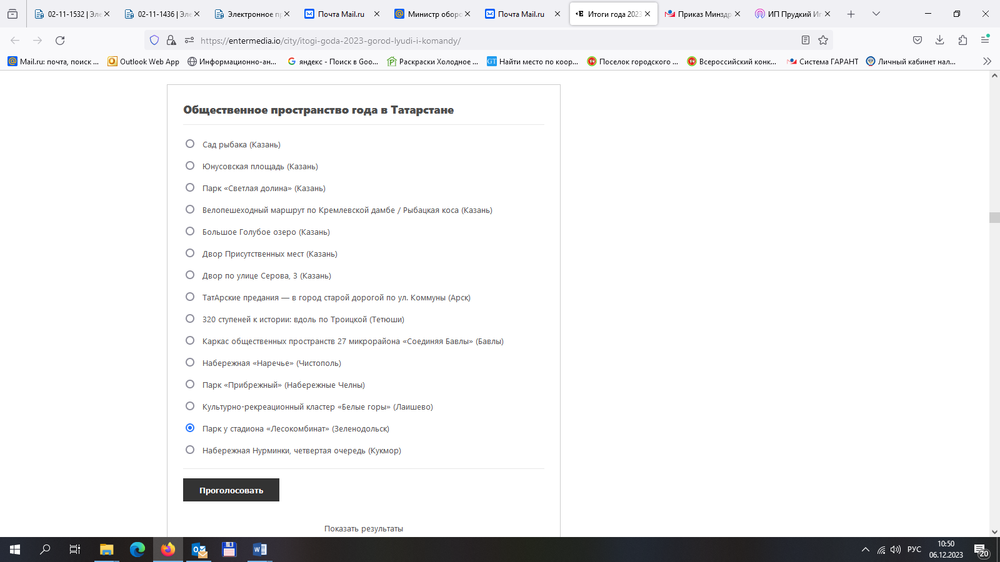 02-11-1532 | Эле
02-11-1436 | Эле
Электронное пр
Почта Mail.ru
Министр оборо
Почта Mail.ru
Итоги года 2023
Приказ Минздр
ИП Прудкий Иг
https://entermedia.io/city/itogi-goda-2023-gorod-lyudi-i-komandy/
Mail.ru: почта, поиск ...
Outlook Web App
Информационно-ан...
яндекс - Поиск в Goo...
Раскраски Холодное ...
Найти место по коор...
Поселок городского ...
Всероссийский конк...
Система ГАРАНТ
Личный кабинет нал...
Общественное пространство года в Татарстане
Сад рыбака (Казань)
Юнусовская площадь (Казань)
Парк «Светлая долина» (Казань)
Велопешеходный маршрут по Кремлевской дамбе / Рыбацкая коса (Казань)
Большое Голубое озеро (Казань)
Двор Присутственных мест (Казань)
Двор по улице Серова, 3 (Казань)
ТатАрские предания — в город старой дорогой по ул. Коммуны (Арск)
320 ступеней к истории: вдоль по Троицкой (Тетюши)
Каркас общественных пространств 27 микрорайона «Соединяя Бавлы» (Бавлы)
Набережная «Наречье» (Чистополь)
Парк «Прибрежный» (Набережные Челны)
Культурно-рекреационный кластер «Белые горы» (Лаишево)
Парк у стадиона «Лесокомбинат» (Зеленодольск)
Набережная Нурминки, четвертая очередь (Кукмор)
Проголосовать
Показать результаты
РУС
10:50
06.12.2023
20